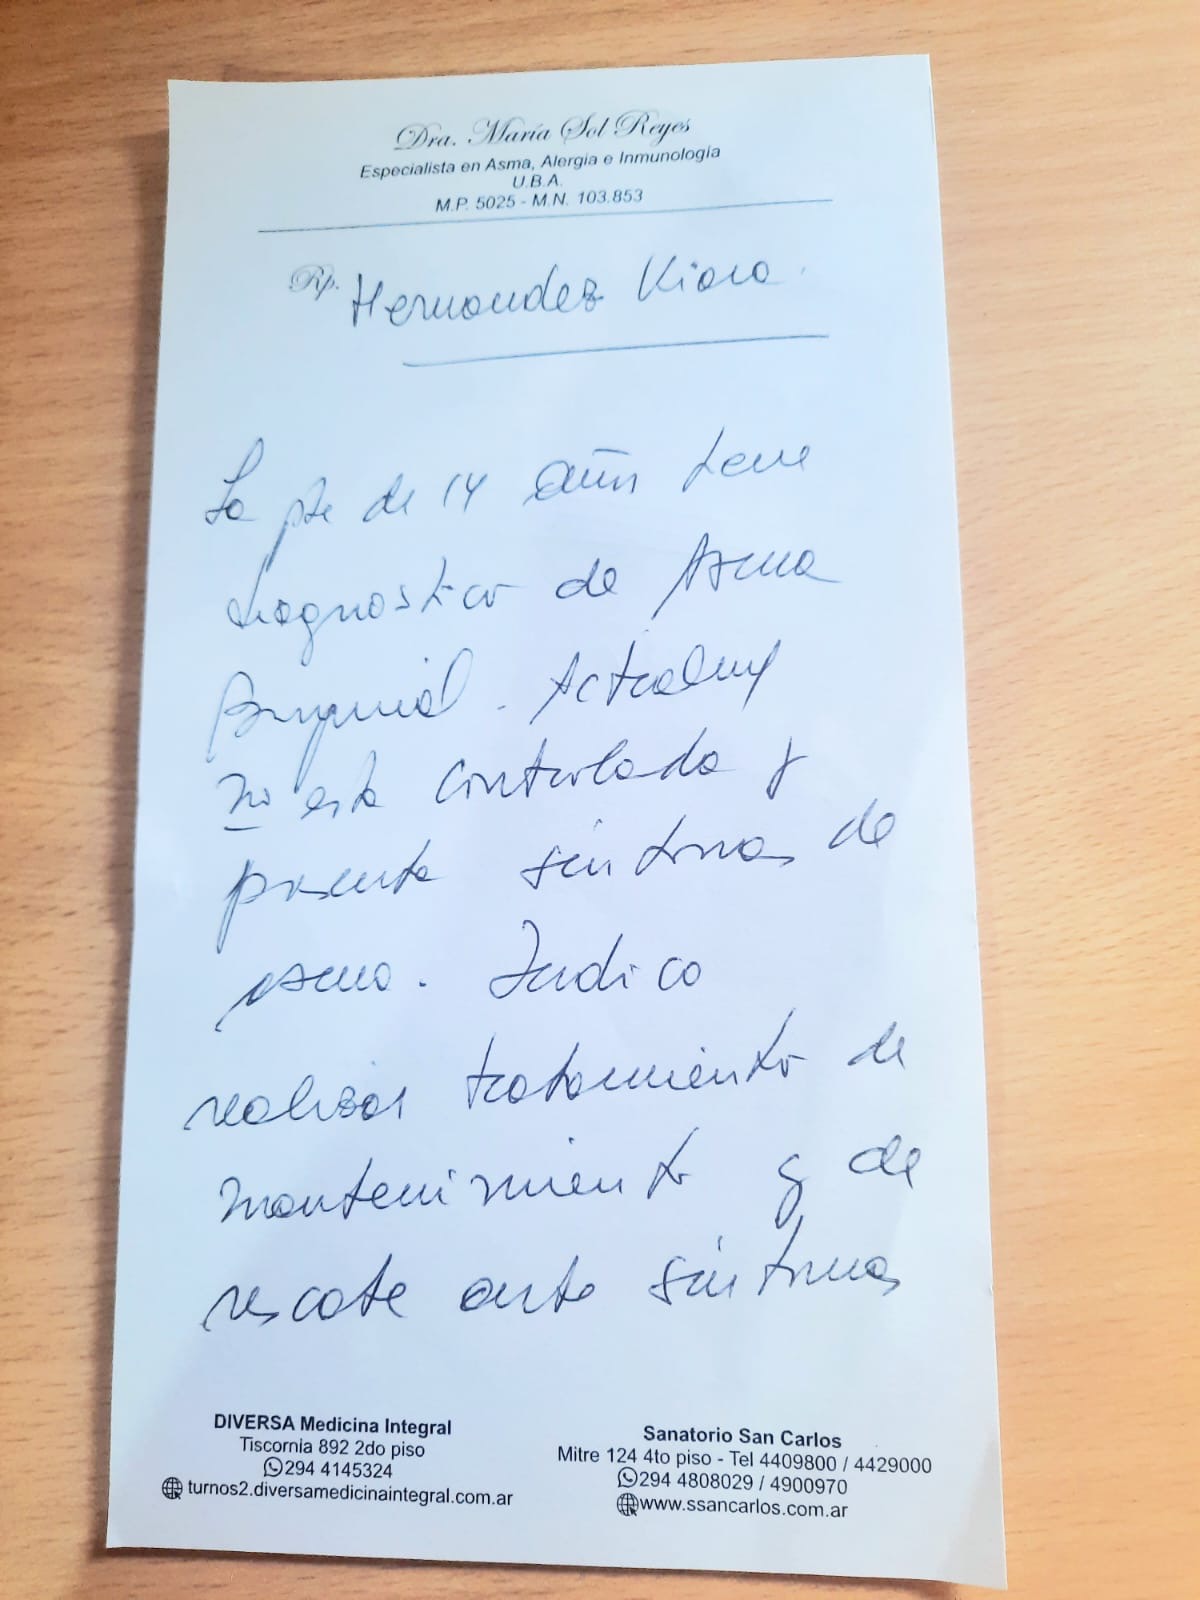 Dra. María Sol Reyes
Especialista en Asma, Alergia e Inmunología
U.B.A.
M.P. 5025 - M.N. 103.853
Rp. Hernandez Kiara.
La pte de 14 años tiene
diagnostico de Asma
Bronquial. Actualmt
no esta controlada y
presenta síntomas de
asma. Indico
realizar tratamiento de
mantenimiento y de
rescate ante síntomas
DIVERSA Medicina Integral
Tiscornia 892 2do piso
294 4145324
turnos2.diversamedicinaintegral.com.ar
Sanatorio San Carlos
Mitre 124 4to piso - Tel 4409800 / 4429000
294 4808029 / 4900970
www.ssancarlos.com.ar